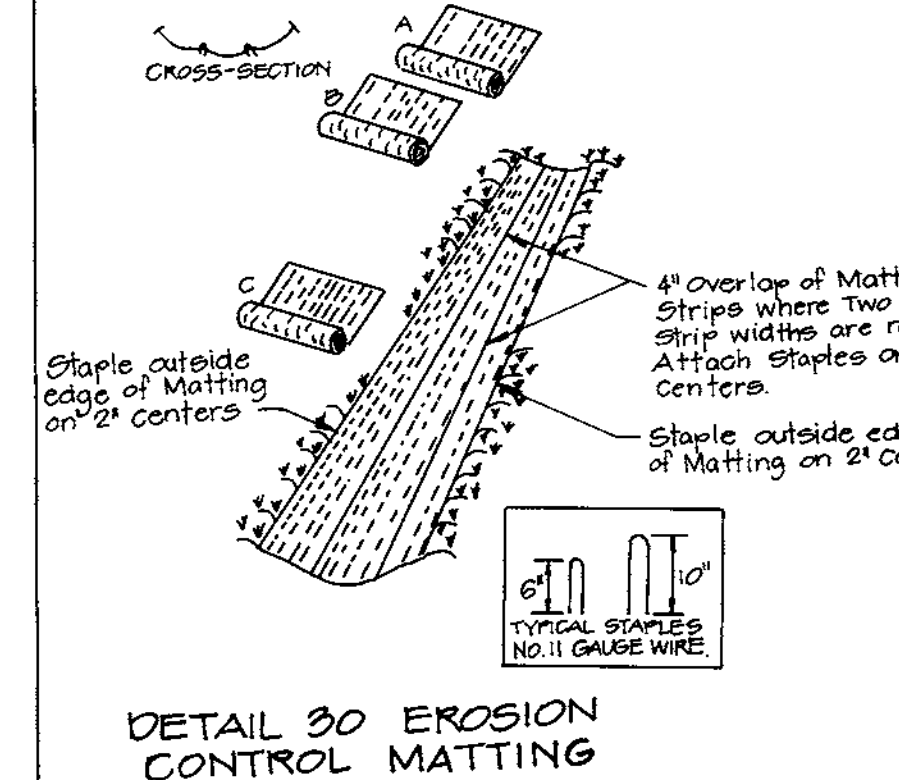 CROSS-SECTION
A
B
C
4" Overlap of
Strips where Two
Strip widths are
Attach Staples
Centers.
Staple outside
edge of Matting
on 2' Centers
Staple outside
of Matting on 2'
6"
10"
TYPICAL STAPLES
NO. 11 GAUGE WIRE.
DETAIL 30 EROSION
CONTROL MATTING